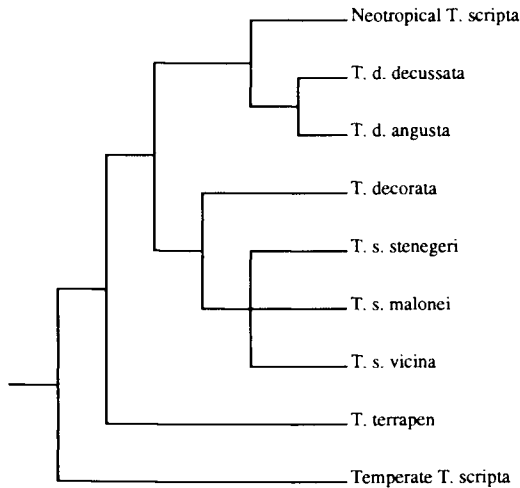 Neotropical T. scripta
T. d. decussata
T. d. angusta
T. decorata
T. s. stenegeri
T. s. malonei
T. s. vicina
T. terrapen
Temperate T. scripta